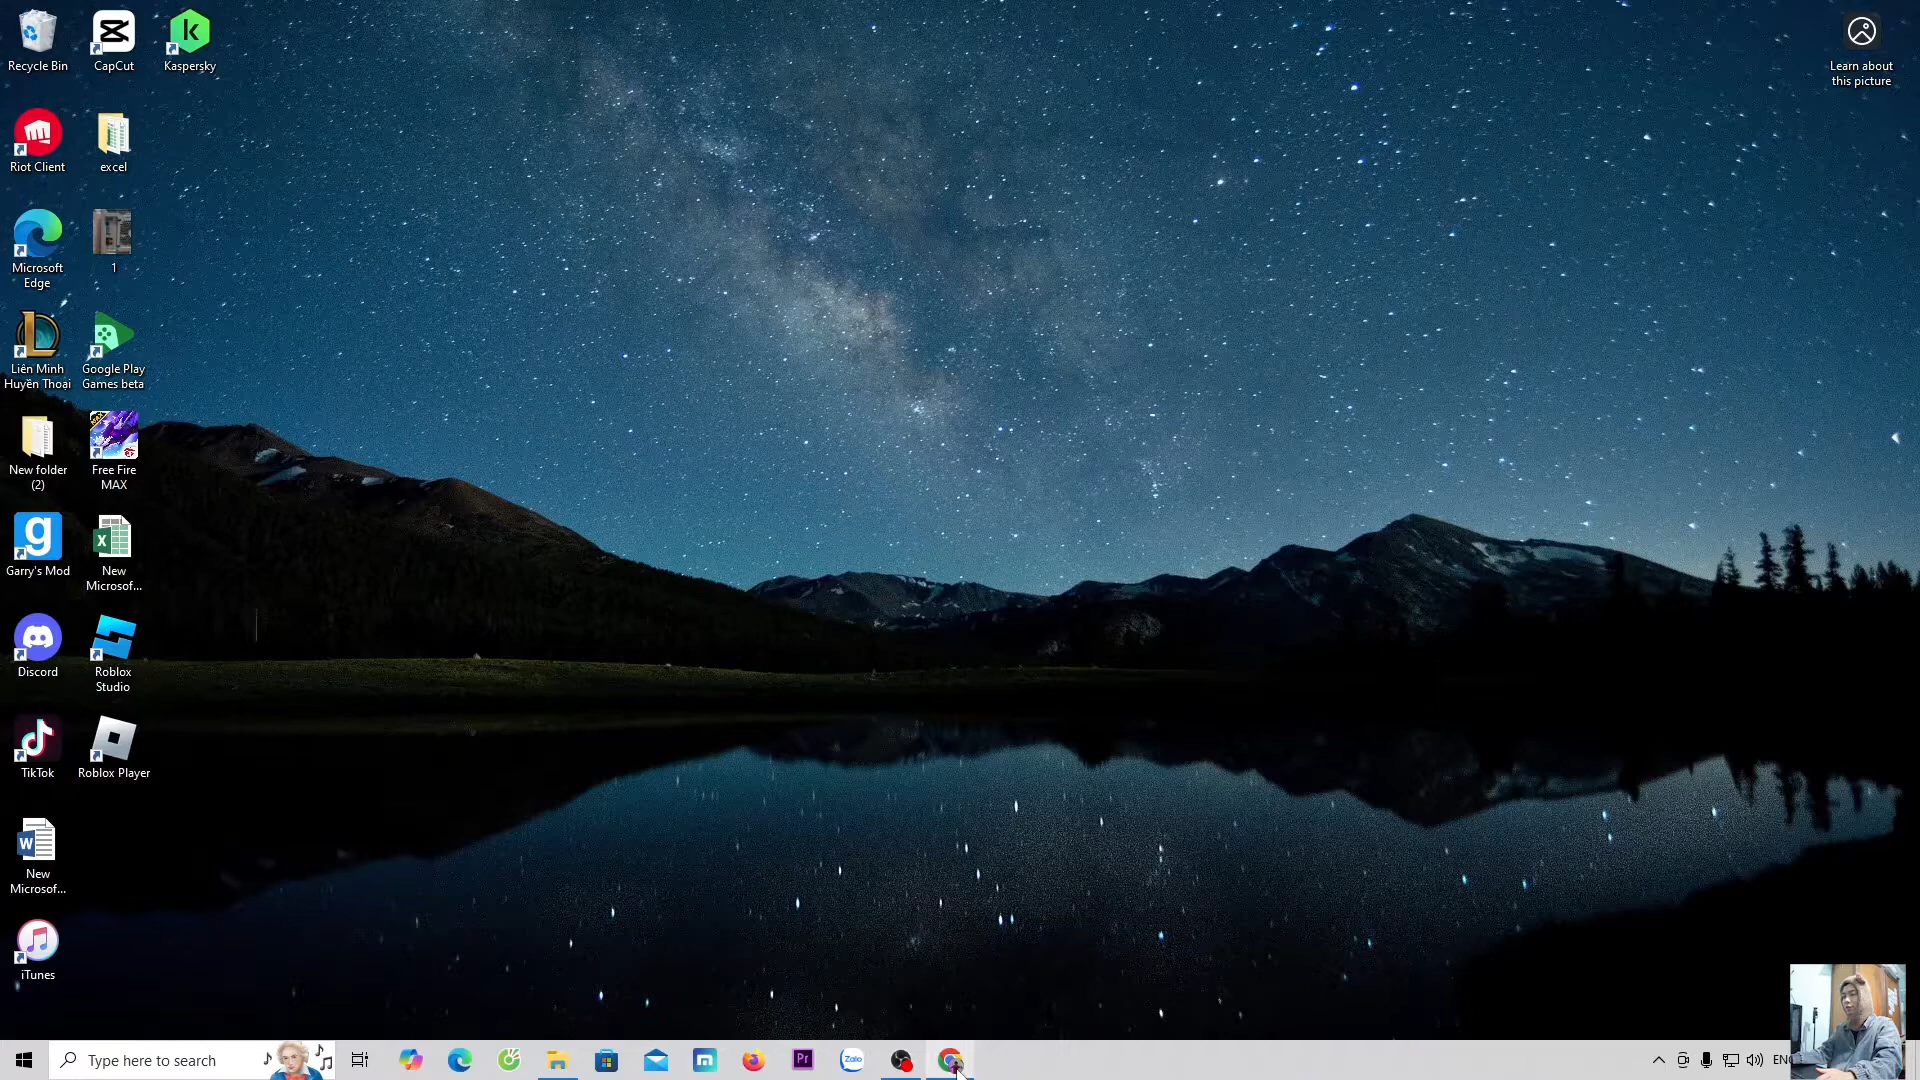 Recycle Bin
CapCut
Kaspersky
Learn about
this picture
Riot Client
excel
Microsoft
Edge
1
Liên Minh
Huyền Thoại
Google Play
Games beta
New folder
(2)
Free Fire
MAX
Garry's Mod
New
Microsof...
Discord
Roblox
Studio
TikTok
Roblox Player
New
Microsof...
iTunes
Type here to search
Zalo
Pr
ENG